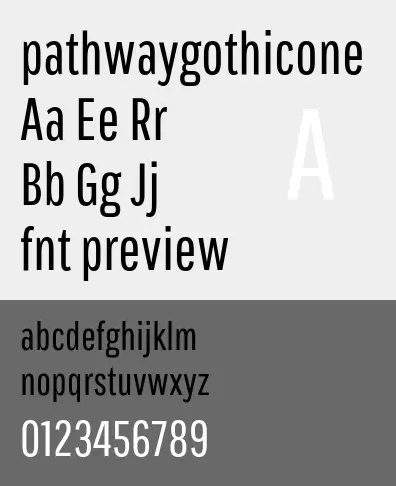 pathwaygothicone
Aa Ee Rr
A
Bb Gg Jj
fnt preview
abcdefghijklm
nopqrstuvwxyz
0123456789